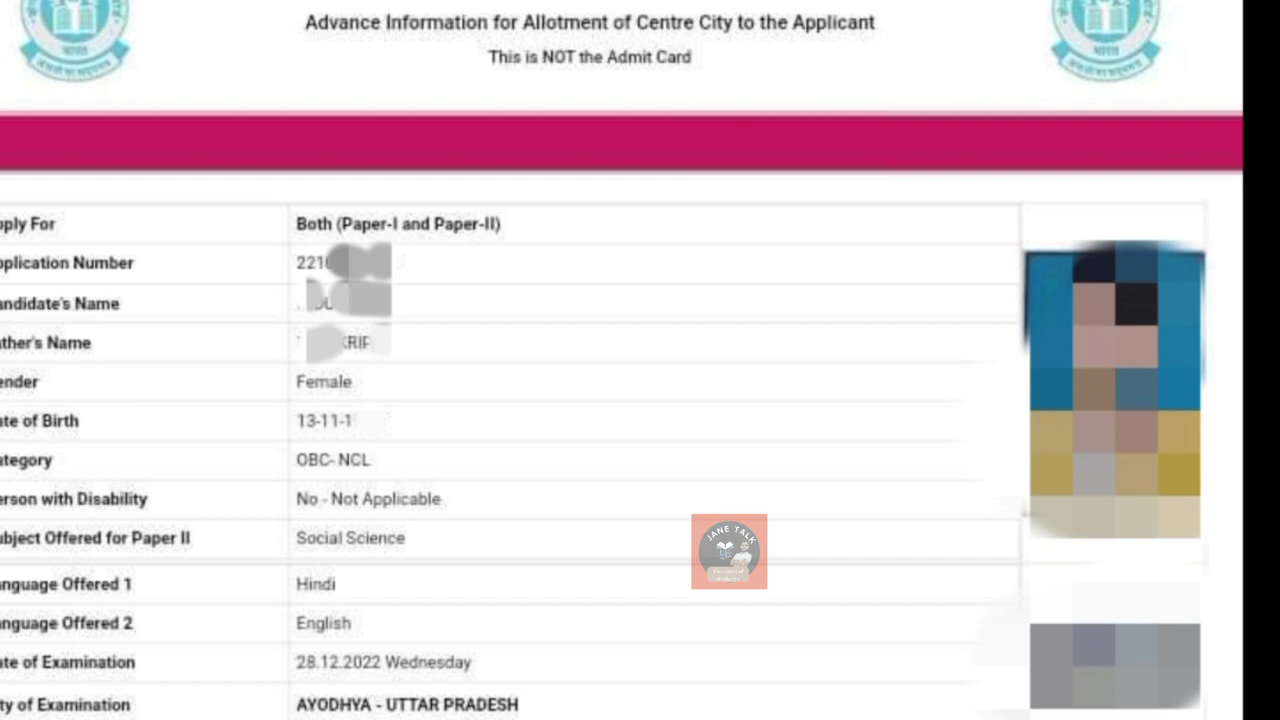 भारत
भारत
Advance Information for Allotment of Centre City to the Applicant
This is NOT the Admit Card
pply For Both (Paper-I and Paper-II)
pplication Number 221
andidate's Name
ather's Name KRIP
ender Female
ate of Birth 13-11-1
ategory OBC- NCL
erson with Disability No - Not Applicable
ubject Offered for Paper II Social Science
JANE TALK
anguage Offered 1 Hindi
anguage Offered 2 English
ate of Examination 28.12.2022 Wednesday
ity of Examination AYODHYA - UTTAR PRADESH